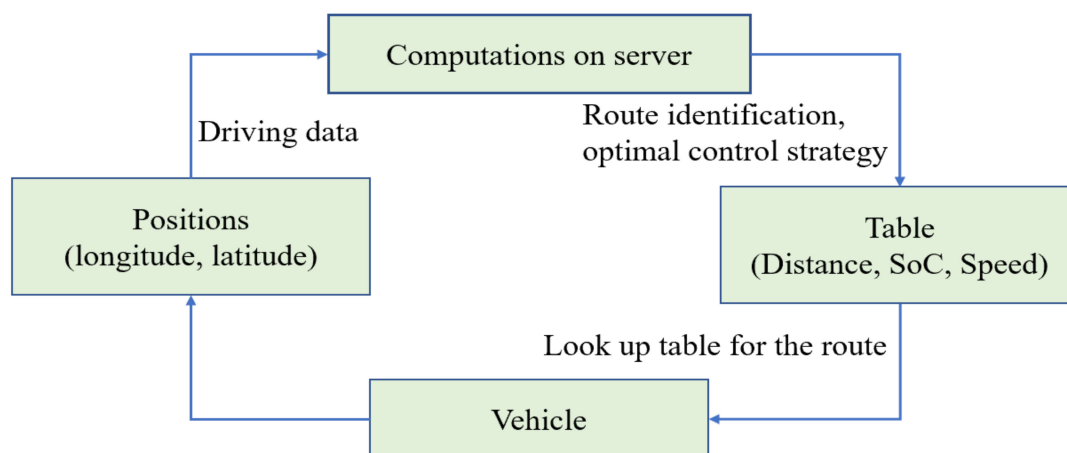 Computations on server
Driving data
Route identification,
optimal control strategy
Positions
(longitude, latitude)
Table
(Distance, SoC, Speed)
Look up table for the route
Vehicle